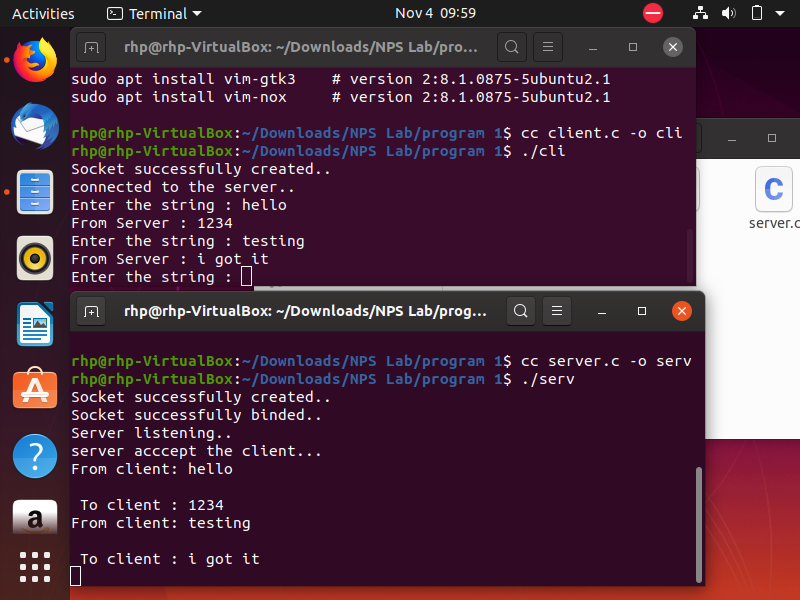 Activities
Terminal
Nov 4 09:59
rhp@rhp-VirtualBox: ~/Downloads/NPS Lab/pro...
sudo apt install vim-gtk3     # version 2:8.1.0875-5ubuntu2.1
sudo apt install vim-nox      # version 2:8.1.0875-5ubuntu2.1
rhp@rhp-VirtualBox:~/Downloads/NPS Lab/program 1$ cc client.c -o cli
rhp@rhp-VirtualBox:~/Downloads/NPS Lab/program 1$ ./cli
Socket successfully created..
connected to the server..
Enter the string : hello
From Server : 1234
Enter the string : testing
From Server : i got it
Enter the string :
C
server.c
rhp@rhp-VirtualBox: ~/Downloads/NPS Lab/prog...
rhp@rhp-VirtualBox:~/Downloads/NPS Lab/program 1$ cc server.c -o serv
rhp@rhp-VirtualBox:~/Downloads/NPS Lab/program 1$ ./serv
Socket successfully created..
Socket successfully binded..
Server listening..
server acccept the client...
From client: hello
To client : 1234
From client: testing
To client : i got it
?
a